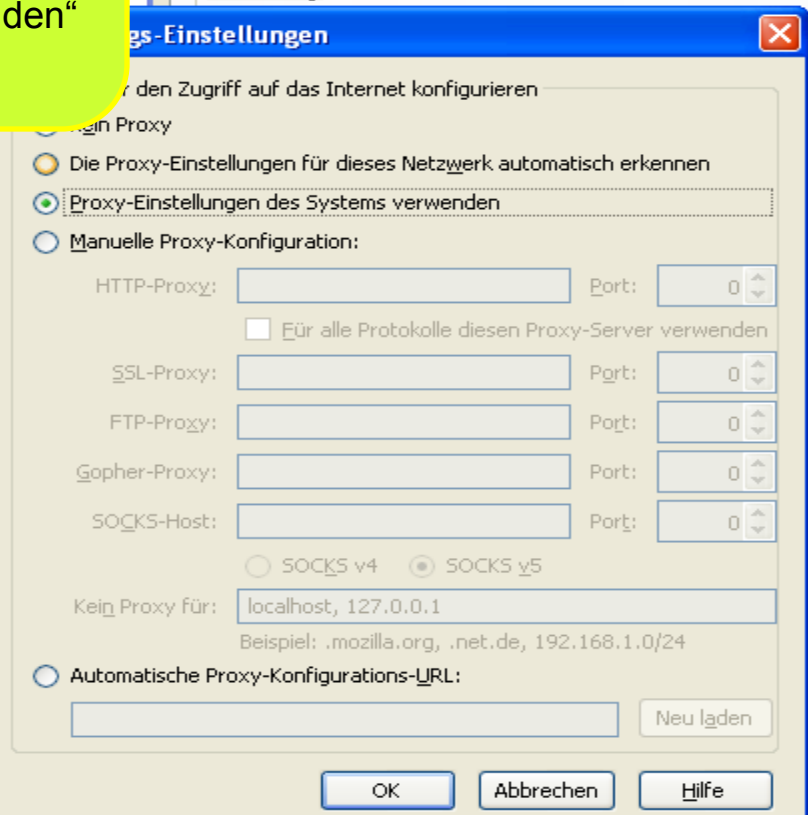 den“
gs-Einstellungen
den Zugriff auf das Internet konfigurieren
Kein Proxy
Die Proxy-Einstellungen für dieses Netzwerk automatisch erkennen
Proxy-Einstellungen des Systems verwenden
Manuelle Proxy-Konfiguration:
HTTP-Proxy: Port: 0
Für alle Protokolle diesen Proxy-Server verwenden
SSL-Proxy: Port: 0
FTP-Proxy: Port: 0
Gopher-Proxy: Port: 0
SOCKS-Host: Port: 0
SOCKS v4 SOCKS v5
Kein Proxy für: localhost, 127.0.0.1
Beispiel: .mozilla.org, .net.de, 192.168.1.0/24
Automatische Proxy-Konfigurations-URL:
Neu laden
OK Abbrechen Hilfe